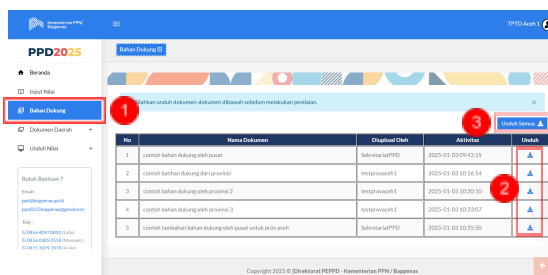 Kementerian PPN/
Bappenas
TPTD Aceh 1
PPD2025
Bahan Dukung
Beranda
Input Nilai
Bahan Dukung
Dokumen Daerah +
Unduh Nilai +
1
Silahkan unduh dokumen-dokumen dibawah sebelum melakukan penilaian. ×
3
Unduh Semua
No Nama Dokumen Diupload Oleh Aktivitas Unduh
1 contoh bahan dukung oleh pusat SekretariatPPD 2025-01-03 09:42:15
2 contoh banhan dukung dari provinsi testprovaceh1 2025-01-03 10:16:54
3 contoh bahan dukung oleh provinsi 2 testprovaceh1 2025-01-03 10:20:10
2
4 contoh bahan dukung oleh provinsi 3 testprovaceh1 2025-01-03 10:33:07
5 contoh tambahan bahan dukung oleh pusat untuk prov aceh SekretariatPPD 2025-01-03 10:35:50
Butuh Bantuan ?
Email :
ppd@bappenas.go.id
ppd2025.bappenas@gmail.com
Telp :
0856 4097 0092 (Laily)
Copyright 2025 © |Direktorat PEPPD - Kementerian PPN / Bappenas